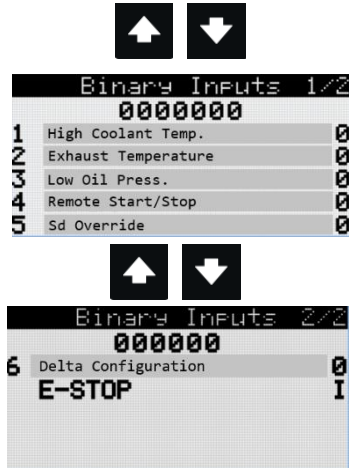 Binary Inputs 1/2
0000000
1 High Coolant Temp. 0
2 Exhaust Temperature 0
3 Low Oil Press. 0
4 Remote Start/Stop 0
5 Sd Override 0
Binary Inputs 2/2
000000
6 Delta Configuration 0
E-STOP I